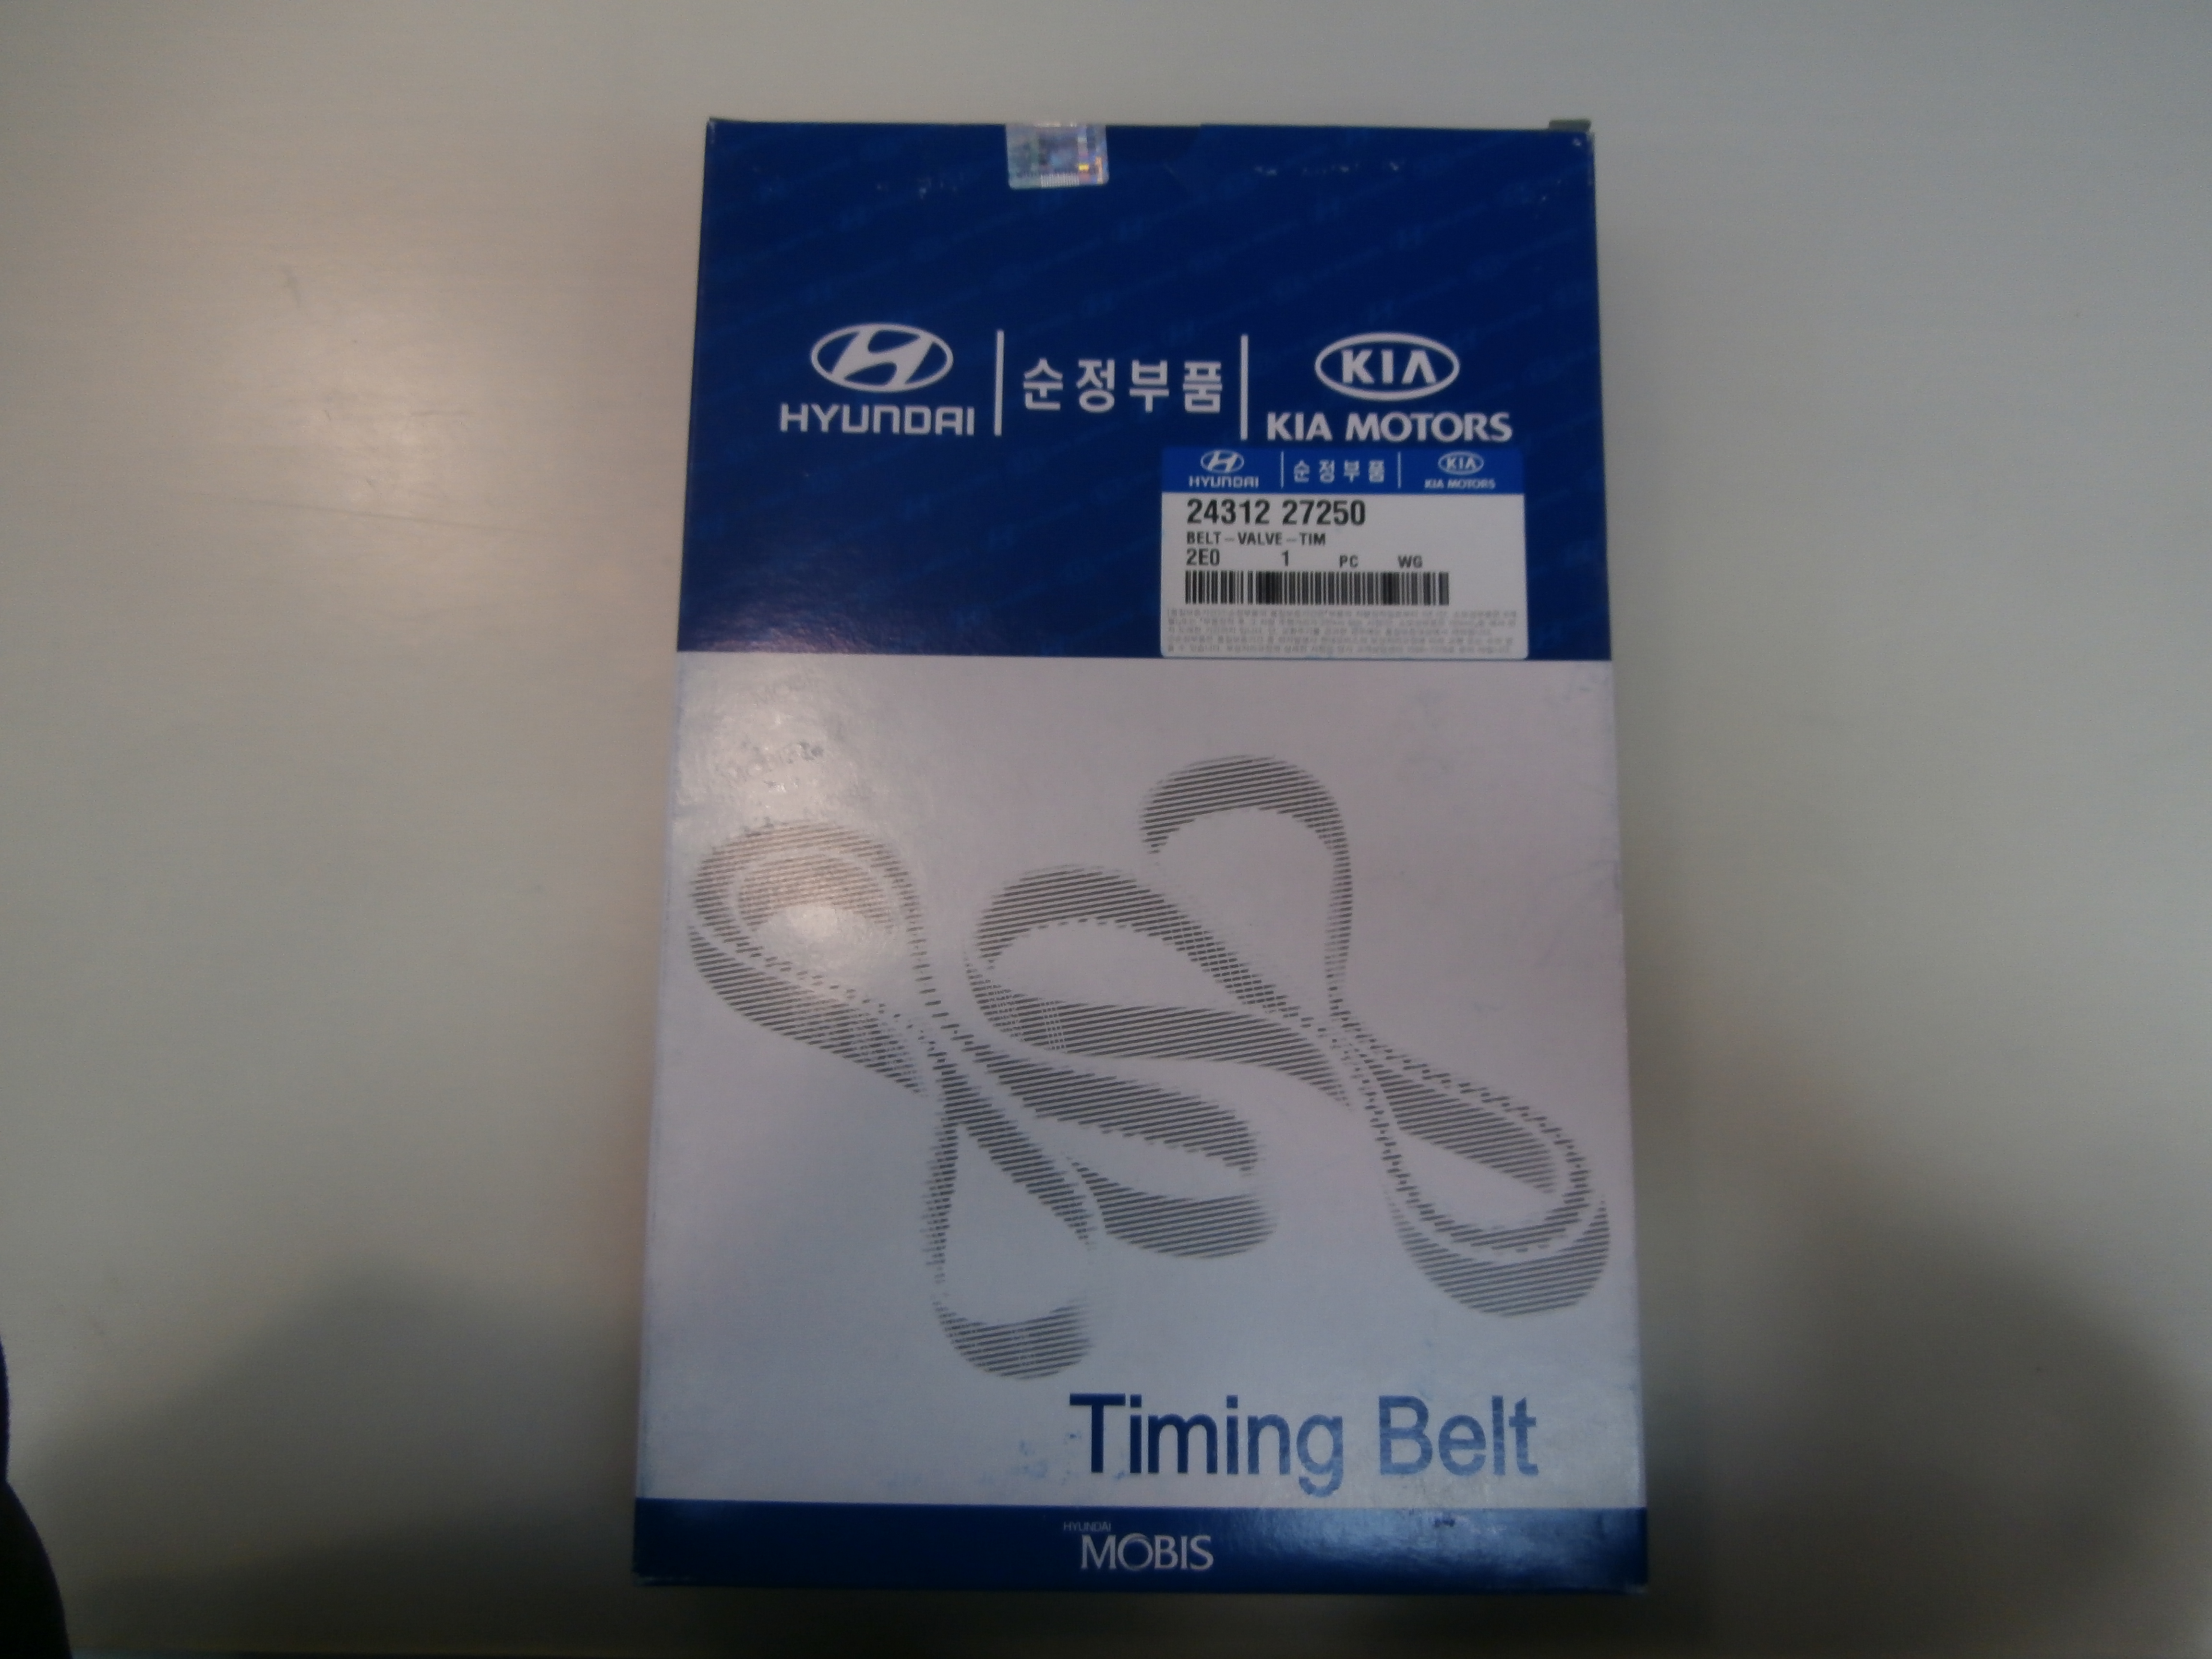 HYUNDAI
순정부품
KIA
KIA MOTORS
HYUNDAI
순정부품
KIA
KIA MOTORS
24312 27250
BELT-VALVE-TIM
2E0 1 PC WG
Timing Belt
HYUNDAI
MOBIS